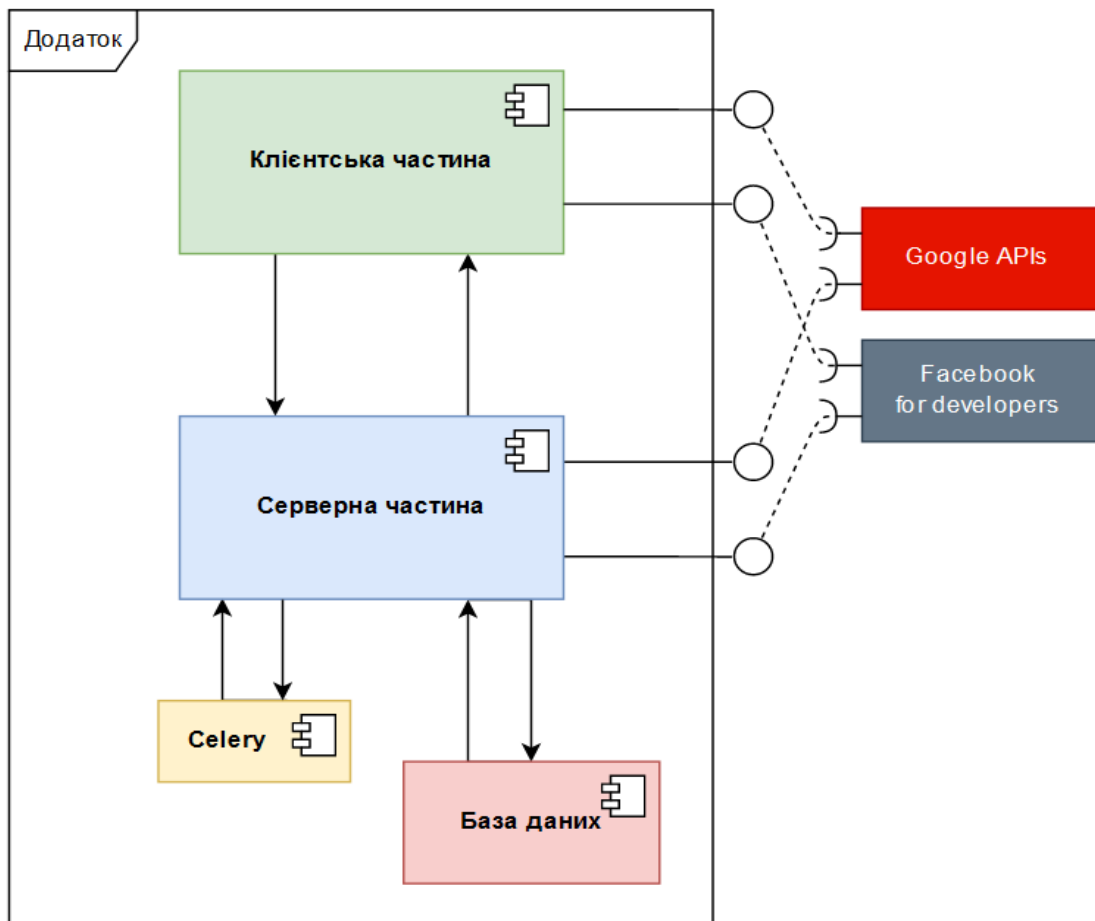 Додаток
Клієнтська частина
Google APIs
Facebook
for developers
Серверна частина
Celery
База даних